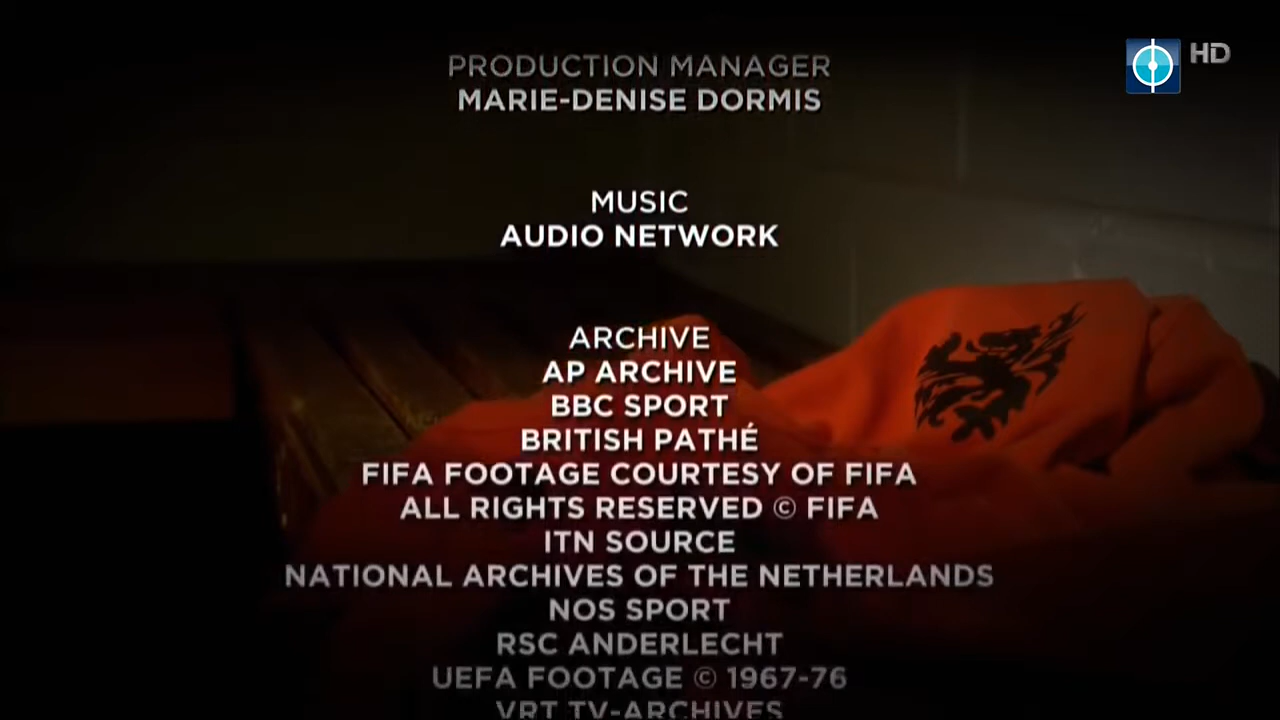 HD
PRODUCTION MANAGER
MARIE-DENISE DORMIS
MUSIC
AUDIO NETWORK
ARCHIVE
AP ARCHIVE
BBC SPORT
BRITISH PATHÉ
FIFA FOOTAGE COURTESY OF FIFA
ALL RIGHTS RESERVED © FIFA
ITN SOURCE
NATIONAL ARCHIVES OF THE NETHERLANDS
NOS SPORT
RSC ANDERLECHT
UEFA FOOTAGE © 1967-76
VRT TV-ARCHIVES